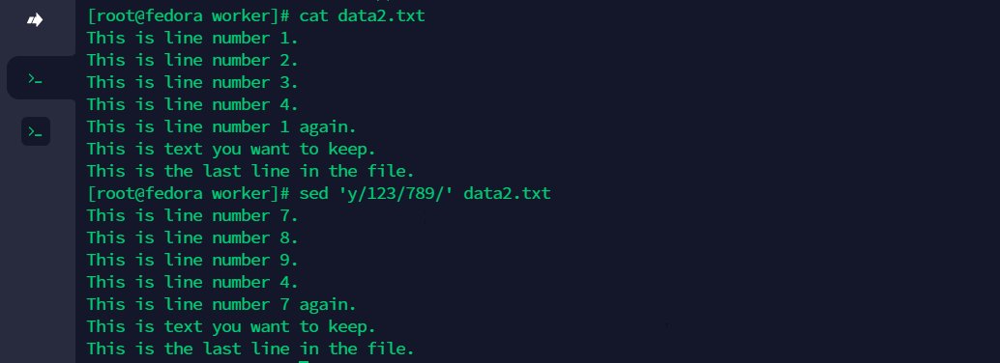 [root@fedora worker]# cat data2.txt
This is line number 1.
This is line number 2.
This is line number 3.
This is line number 4.
This is line number 1 again.
This is text you want to keep.
This is the last line in the file.
[root@fedora worker]# sed 'y/123/789/' data2.txt
This is line number 7.
This is line number 8.
This is line number 9.
This is line number 4.
This is line number 7 again.
This is text you want to keep.
This is the last line in the file.